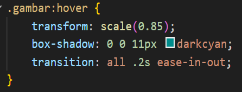 .gambar:hover {
transform: scale(0.85);
box-shadow: 0 0 11px darkcyan;
transition: all .2s ease-in-out;
}